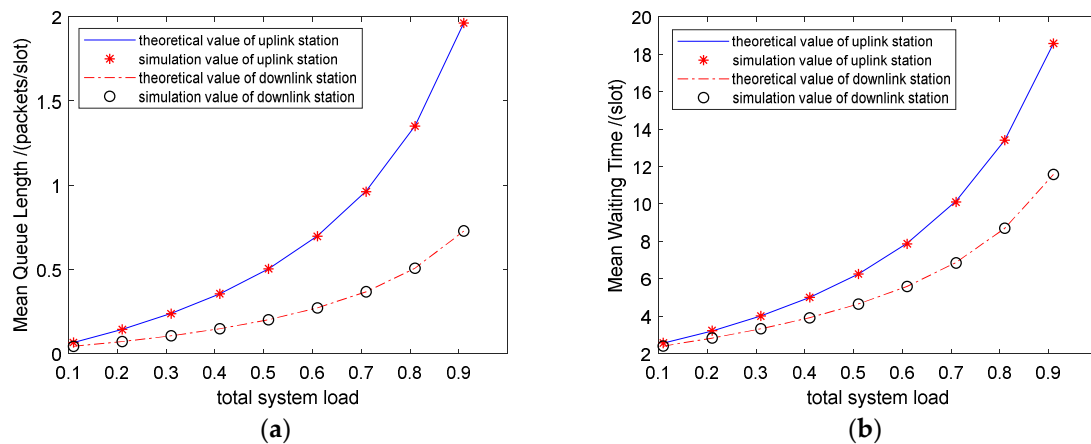 2
1.5
1
0.5
0
Mean Queue Length /(packets/slot)
theoretical value of uplink station
simulation value of uplink station
theoretical value of downlink station
simulation value of downlink station
0.1 0.2 0.3 0.4 0.5 0.6 0.7 0.8 0.9
total system load
(a)
20
18
16
14
12
10
8
6
4
2
Mean Waiting Time /(slot)
theoretical value of uplink station
simulation value of uplink station
theoretical value of downlink station
simulation value of downlink station
0.1 0.2 0.3 0.4 0.5 0.6 0.7 0.8 0.9
total system load
(b)